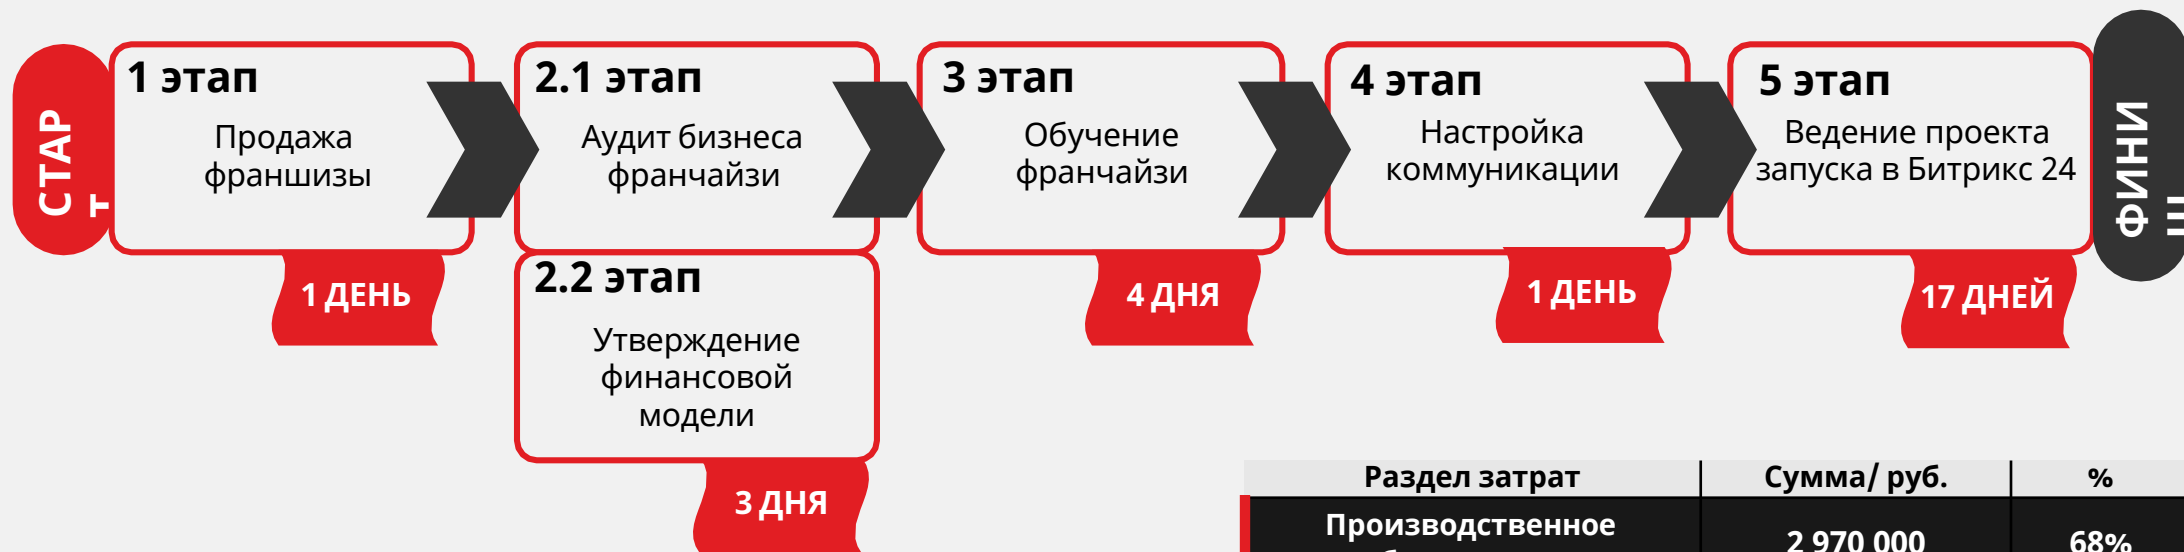 СТАР
Т
1 этап
Продажа
франшизы
1 ДЕНЬ
2.1 этап
Аудит бизнеса
франчайзи
2.2 этап
Утверждение
финансовой
модели
3 ДНЯ
3 этап
Обучение
франчайзи
4 ДНЯ
4 этап
Настройка
коммуникации
1 ДЕНЬ
5 этап
Ведение проекта
запуска в Битрикс 24
17 ДНЕЙ
ФИНИ
Раздел затрат Сумма/ руб. %
Производственное
2 970 000 68%